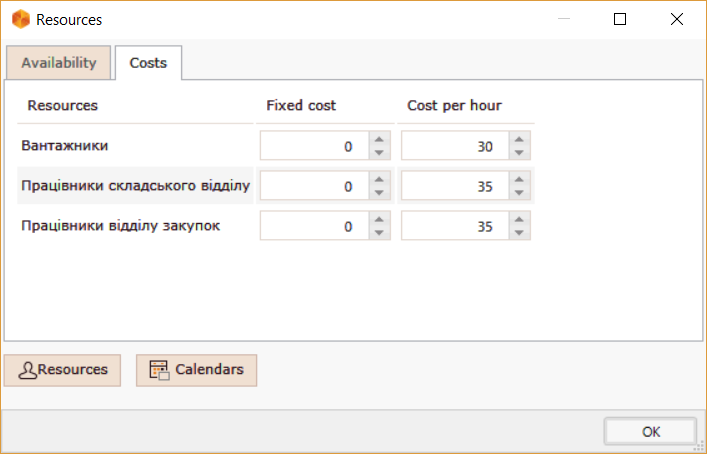 Resources
Availability Costs
Resources Fixed cost Cost per hour
Вантажники 0 30
Працівники складського відділу 0 35
Працівники відділу закупок 0 35
Resources Calendars
OK